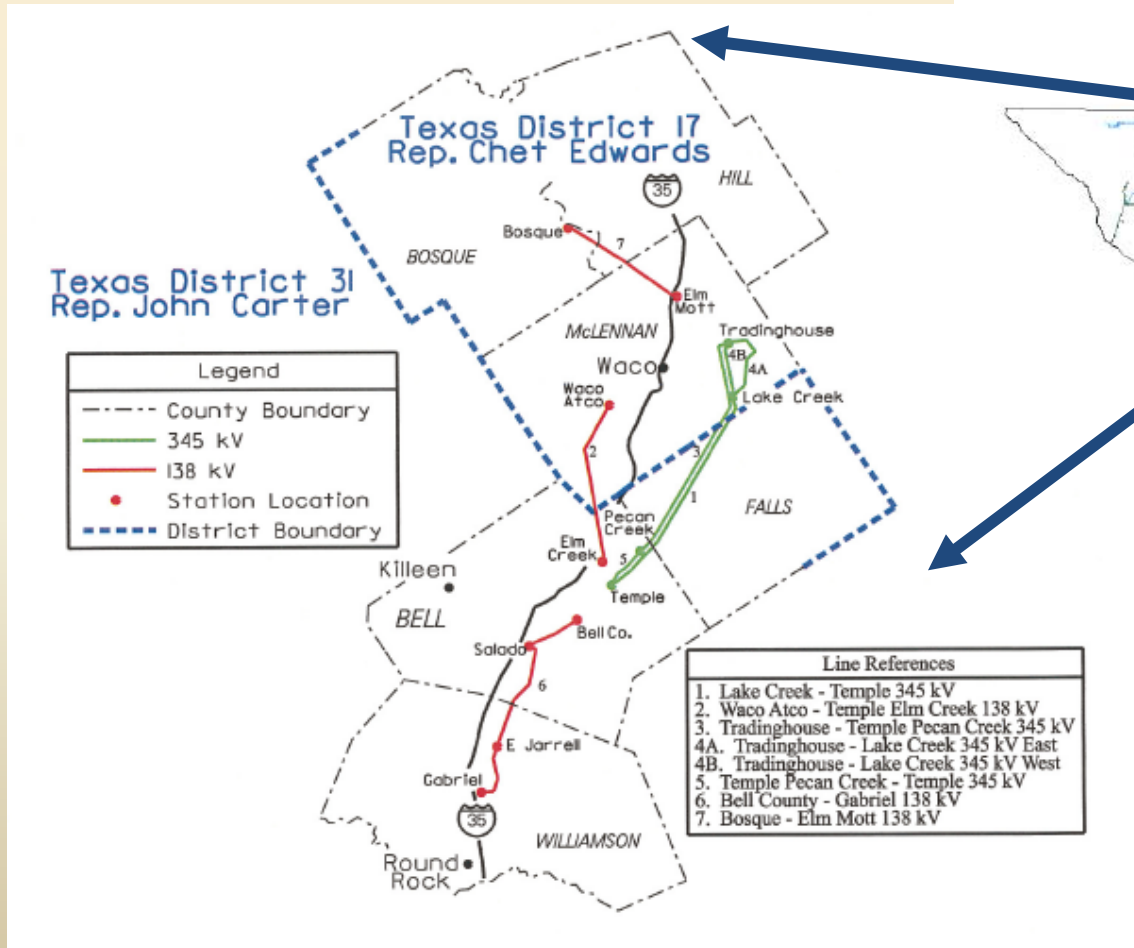 Texas District 17
Rep. Chet Edwards
HILL
35
Bosque
7
BOSQUE
Texas District 31
Rep. John Carter
Elm
Mott
McLENNAN
Tradinghouse
4B
4A
Waco
Waco
Atco
Lake Creek
Legend
County Boundary
345 kV
138 kV
Station Location
District Boundary
2
3
1
FALLS
Pecan
Creek
Elm
Creek
5
Killeen
Temple
BELL
Bell Co.
Salado
6
E Jarrell
Gabriel
35
WILLIAMSON
Round
Rock
Line References
1. Lake Creek - Temple 345 kV
2. Waco Atco - Temple Elm Creek 138 kV
3. Tradinghouse - Temple Pecan Creek 345 kV
4A. Tradinghouse - Lake Creek 345 kV East
4B. Tradinghouse - Lake Creek 345 kV West
5. Temple Pecan Creek - Temple 345 kV
6. Bell County - Gabriel 138 kV
7. Bosque - Elm Mott 138 kV